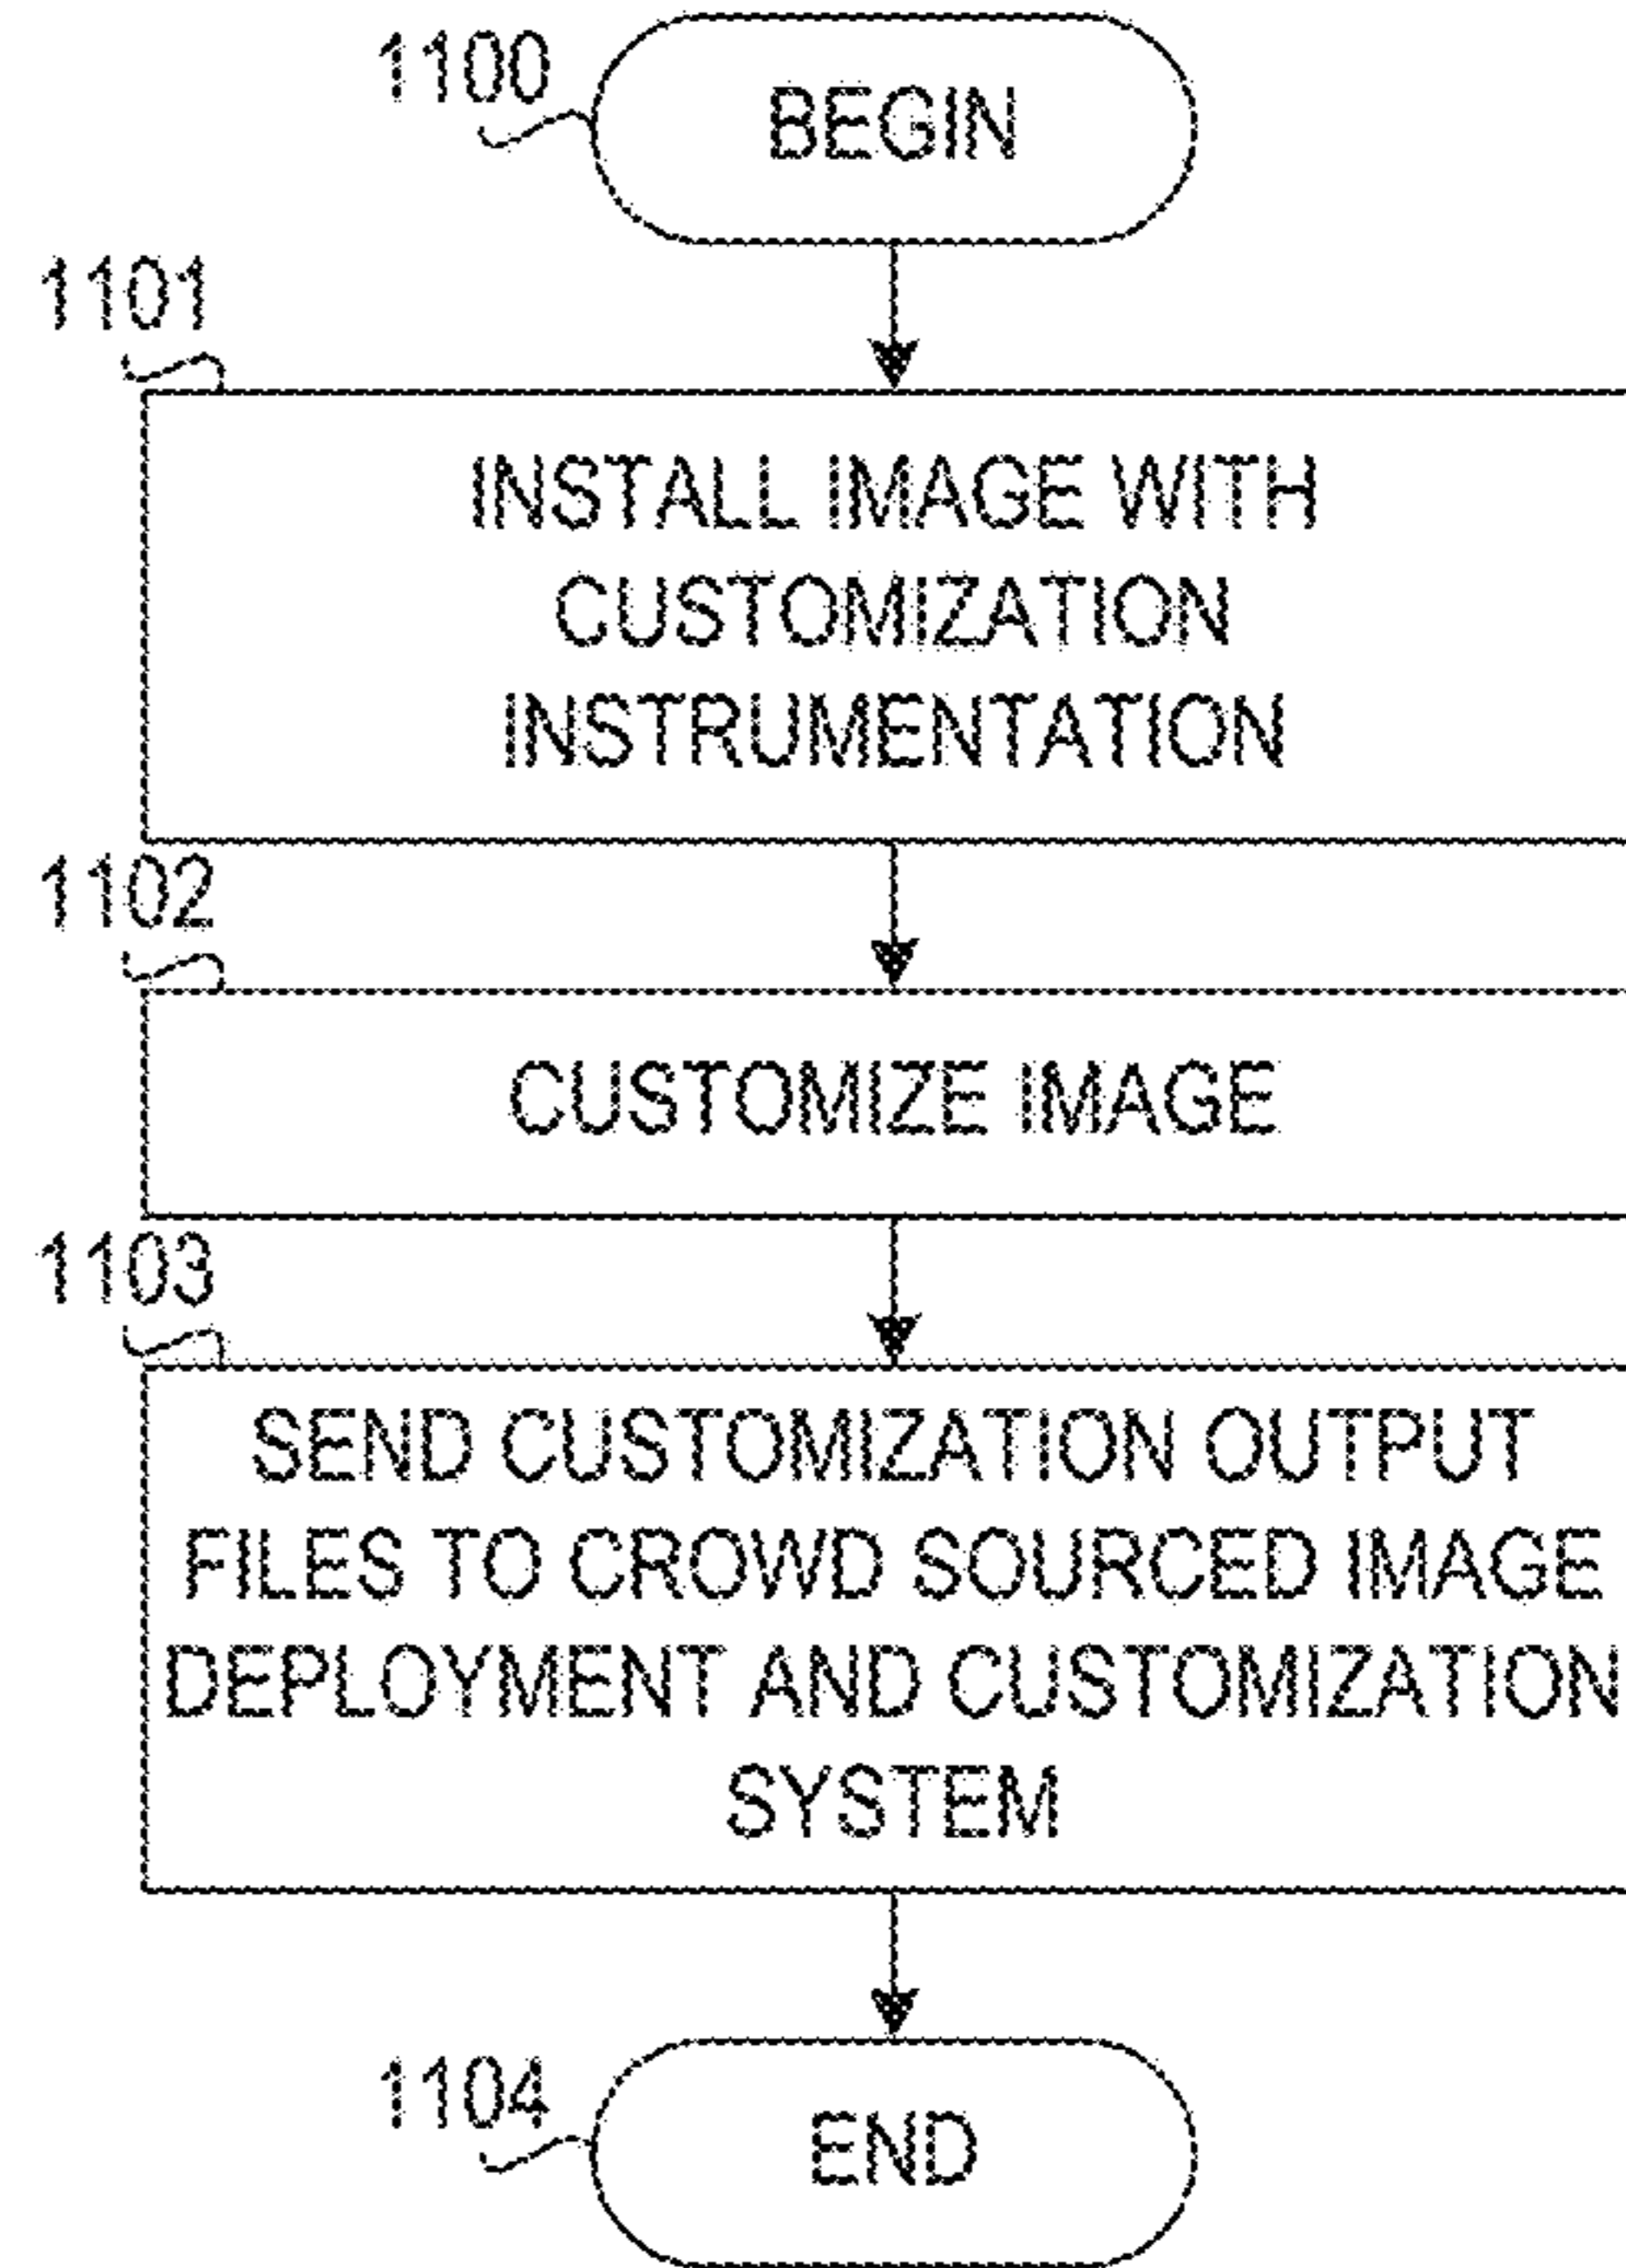 1100
BEGIN
1101
INSTALL IMAGE WITH
CUSTOMIZATION
INSTRUMENTATION
1102
CUSTOMIZE IMAGE
1103
SEND CUSTOMIZATION OUTPUT
FILES TO CROWD SOURCED IMAGE
DEPLOYMENT AND CUSTOMIZATION
SYSTEM
1104
END